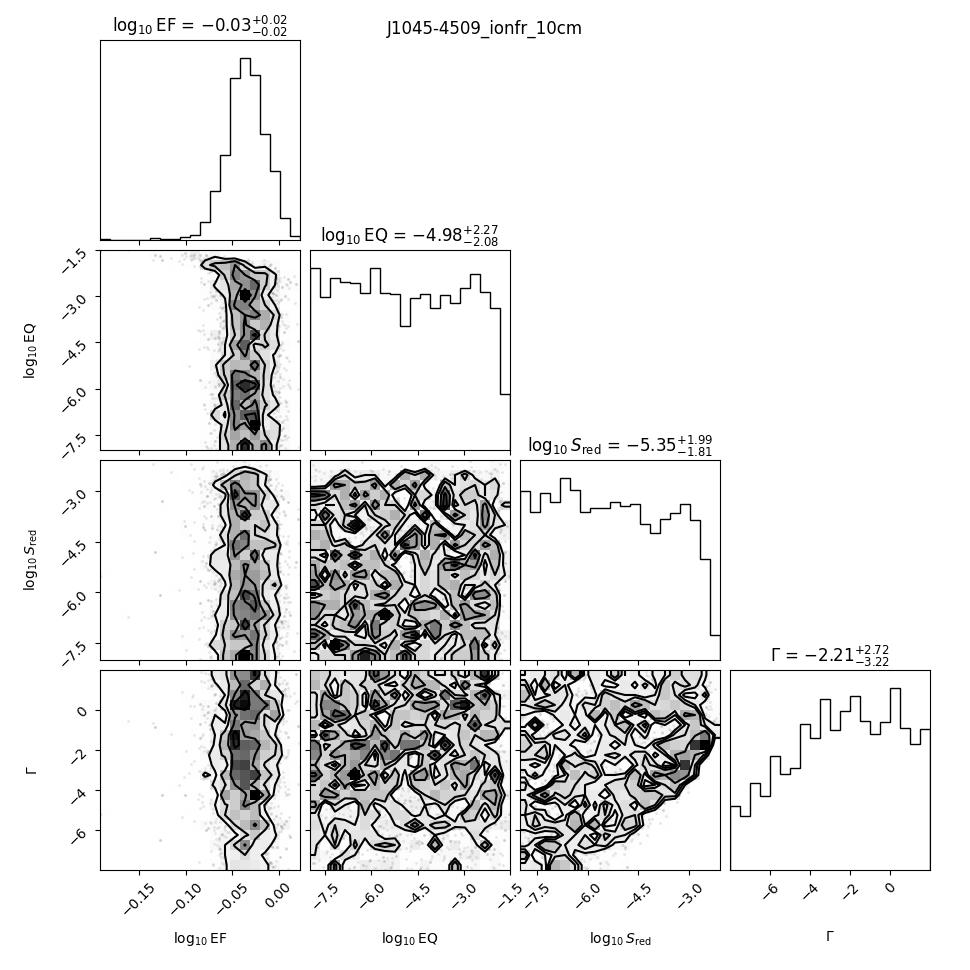 log₁₀ EF = −0.03^{+0.02}_{−0.02}
J1045-4509_ionfr_10cm
log₁₀ EQ = −4.98^{+2.27}_{−2.08}
−1.5
−3.0
−4.5
−6.0
−7.5
log₁₀ EQ
log₁₀ S_red = −5.35^{+1.99}_{−1.81}
−3.0
−4.5
−6.0
−7.5
log₁₀ S_red
Γ = −2.21^{+2.72}_{−3.22}
0
−2
−4
−6
Γ
−0.15 −0.10 −0.05 0.00
−7.5 −6.0 −4.5 −3.0 −1.5
−7.5 −6.0 −4.5 −3.0
−6 −4 −2 0
log₁₀ EF
log₁₀ EQ
log₁₀ S_red
Γ